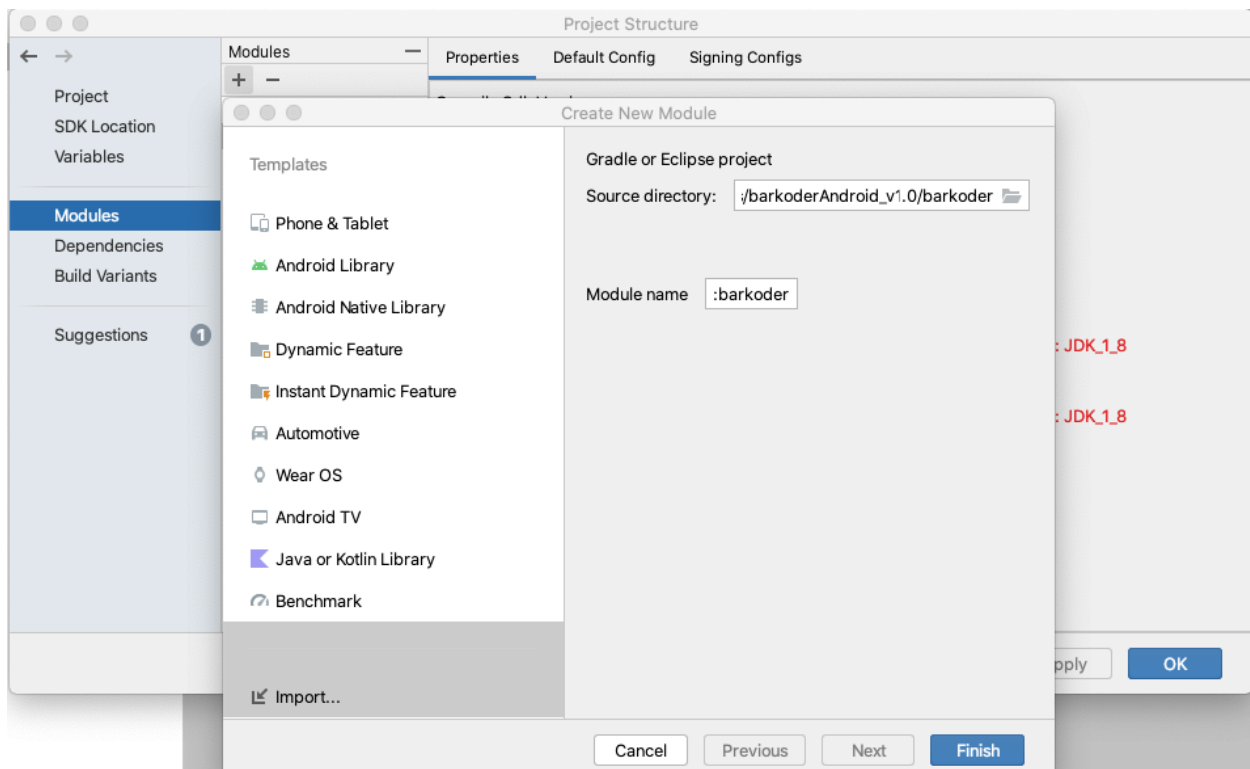 Project Structure
Modules
Properties Default Config Signing Configs
Project
SDK Location
Variables
Modules
Dependencies
Build Variants
Suggestions 1
Create New Module
Templates
Phone & Tablet
Android Library
Android Native Library
Dynamic Feature
Instant Dynamic Feature
Automotive
Wear OS
Android TV
Java or Kotlin Library
Benchmark
Import...
Gradle or Eclipse project
Source directory: /barkoderAndroid_v1.0/barkoder
Module name :barkoder
: JDK_1_8
: JDK_1_8
Cancel Previous Next Finish
pply OK